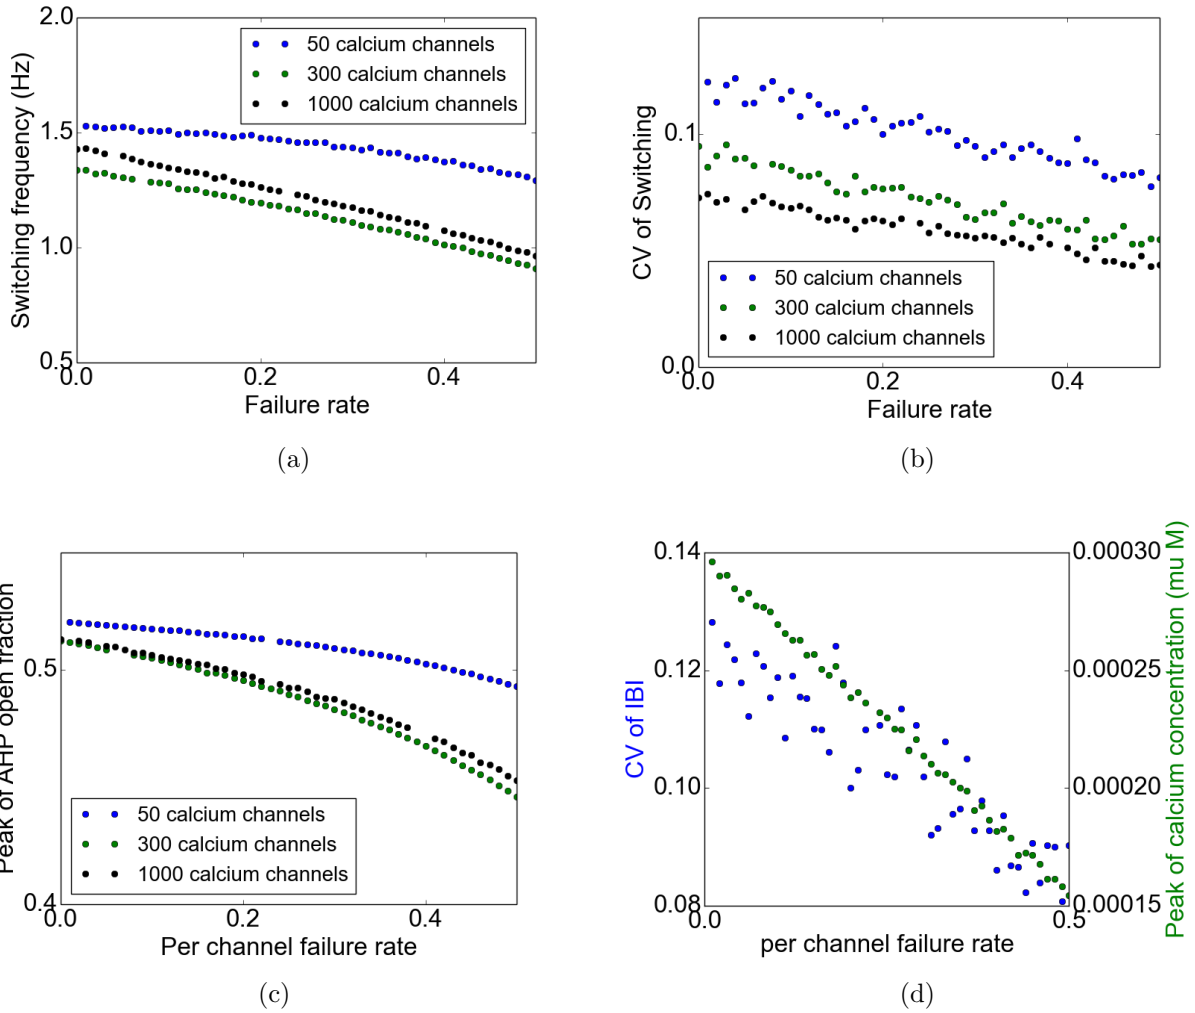 2.0
1.5
1.0
0.5
0.0
0.2
0.4
Switching frequency (Hz)
Failure rate
50 calcium channels
300 calcium channels
1000 calcium channels
(a)
0.1
0.0
0.0
0.2
0.4
CV of Switching
Failure rate
50 calcium channels
300 calcium channels
1000 calcium channels
(b)
0.5
0.4
0.0
0.2
0.4
Peak of AHP open fraction
Per channel failure rate
50 calcium channels
300 calcium channels
1000 calcium channels
(c)
0.14
0.12
0.10
0.08
0.0
0.5
CV of IBI
per channel failure rate
0.00030
0.00025
0.00020
0.00015
Peak of calcium concentration (mu M)
(d)